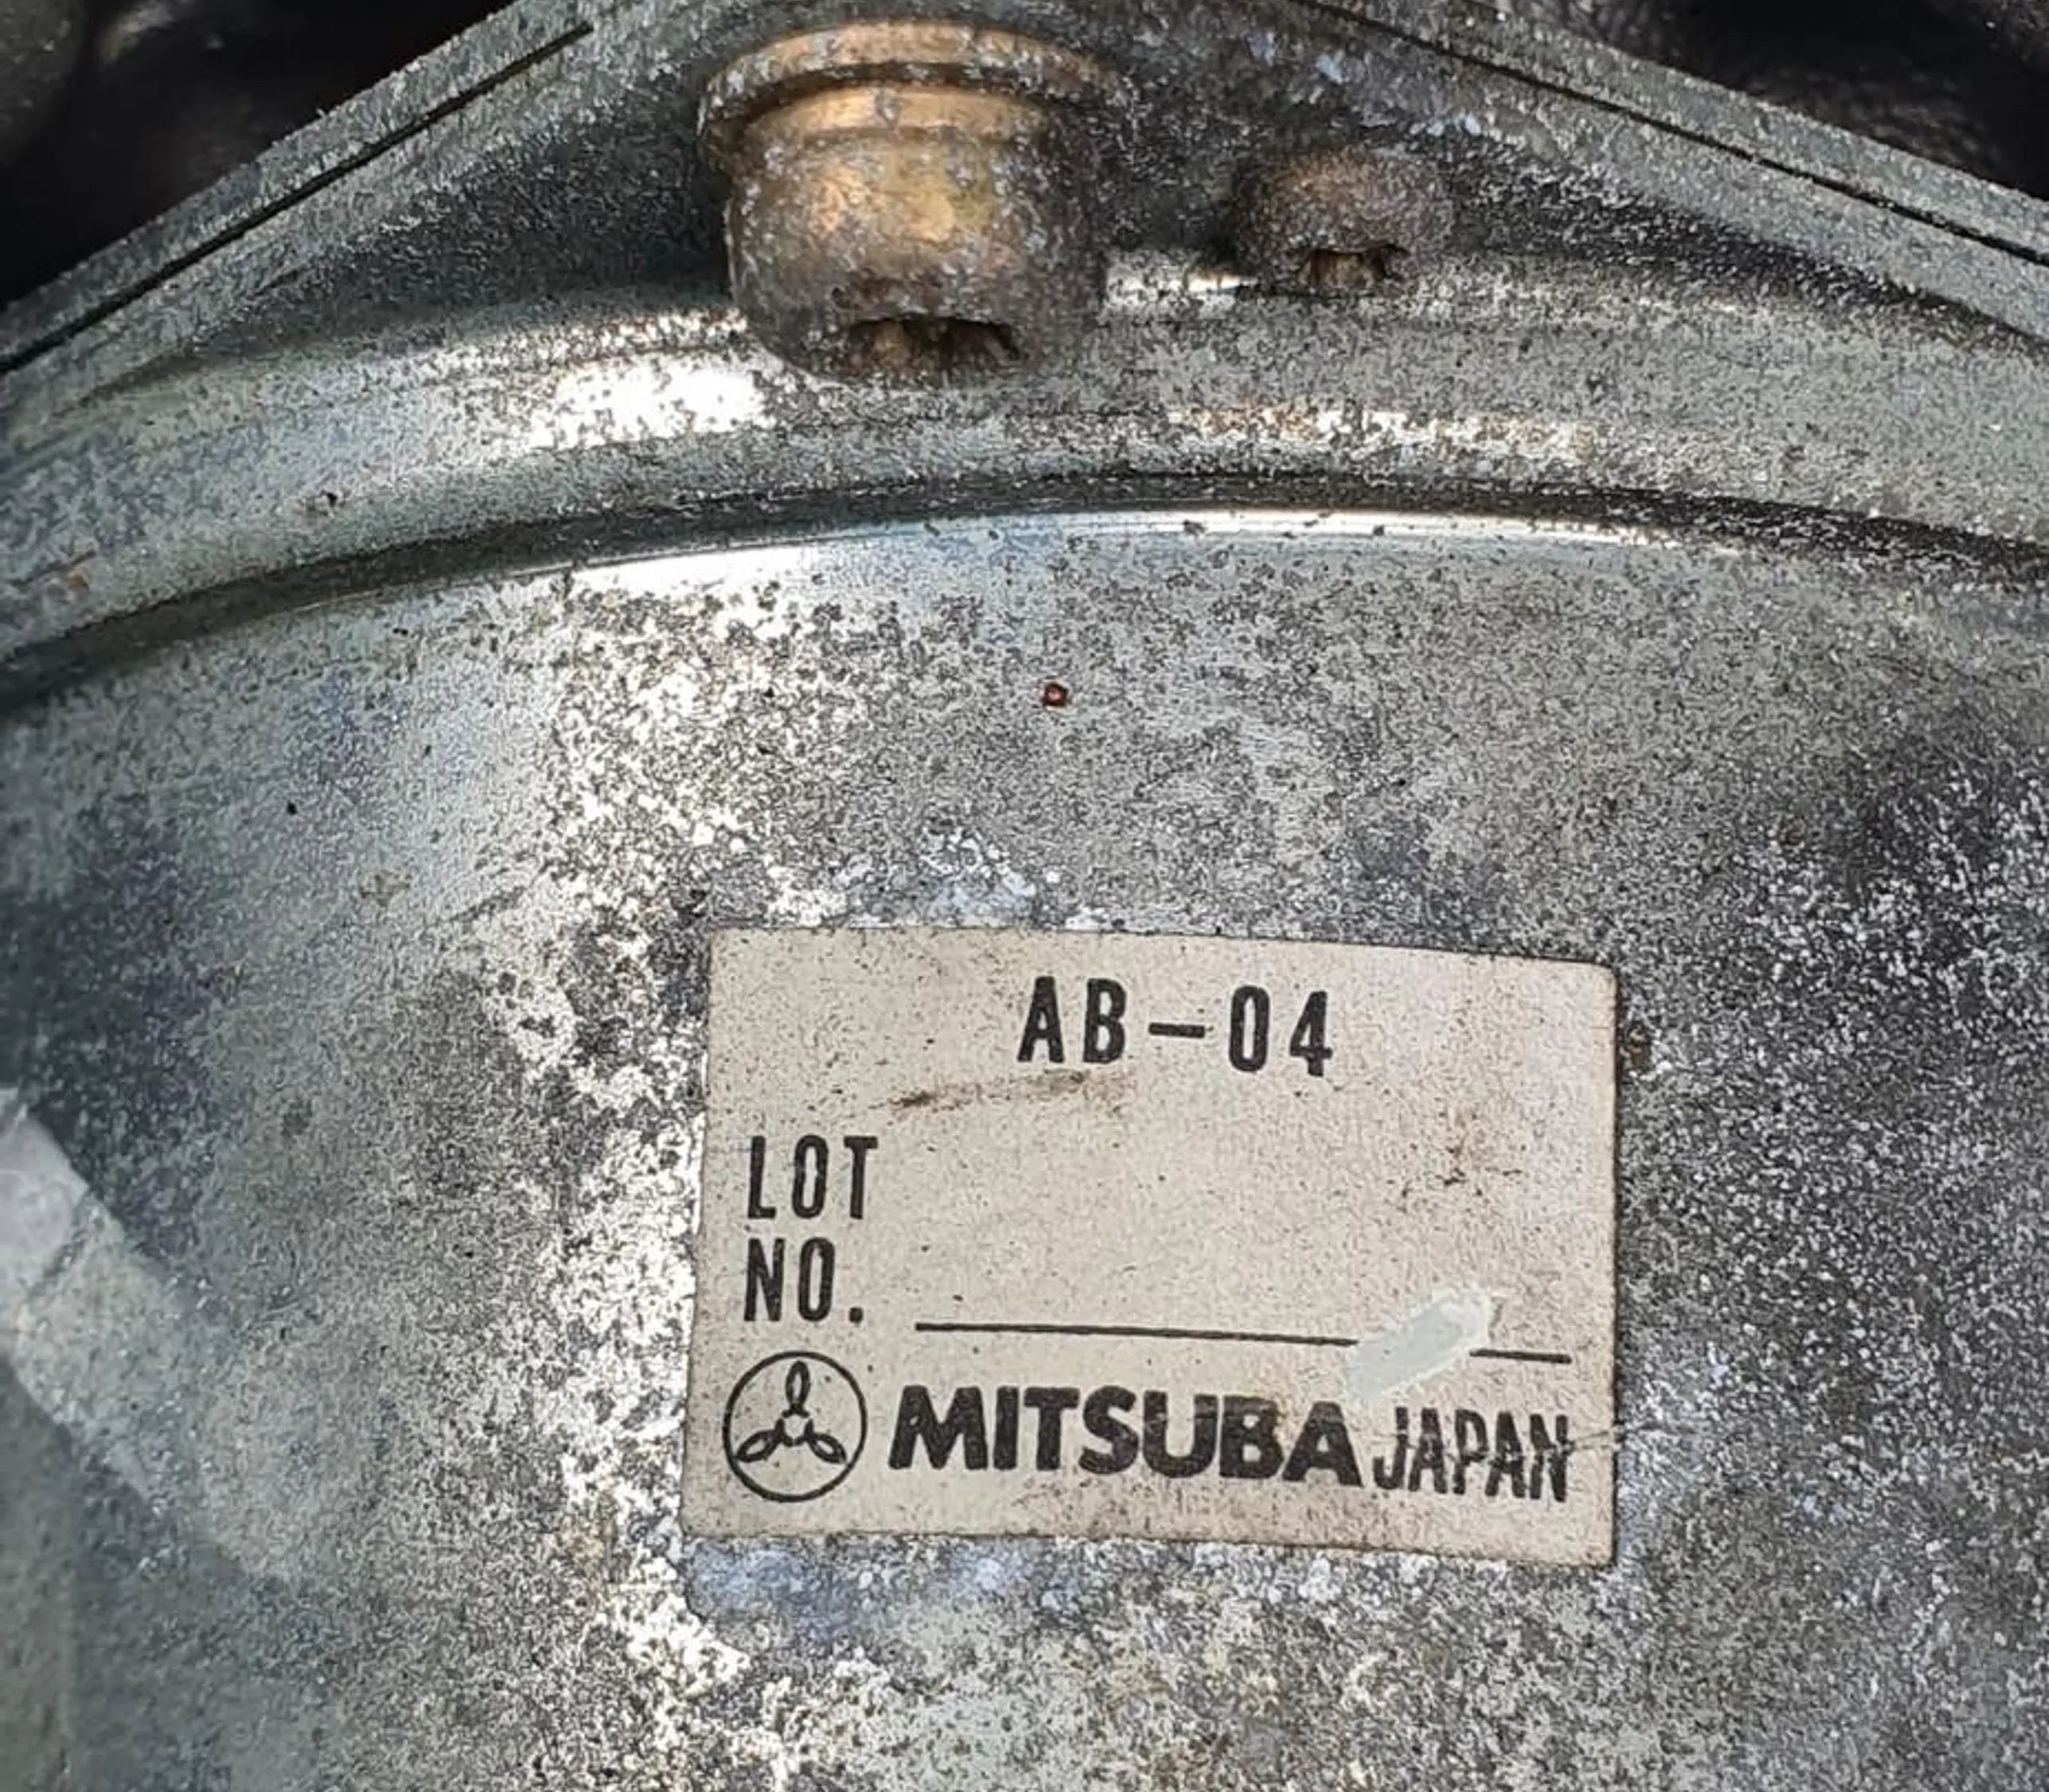 AB-04
LOT
NO.
MITSUBA JAPAN